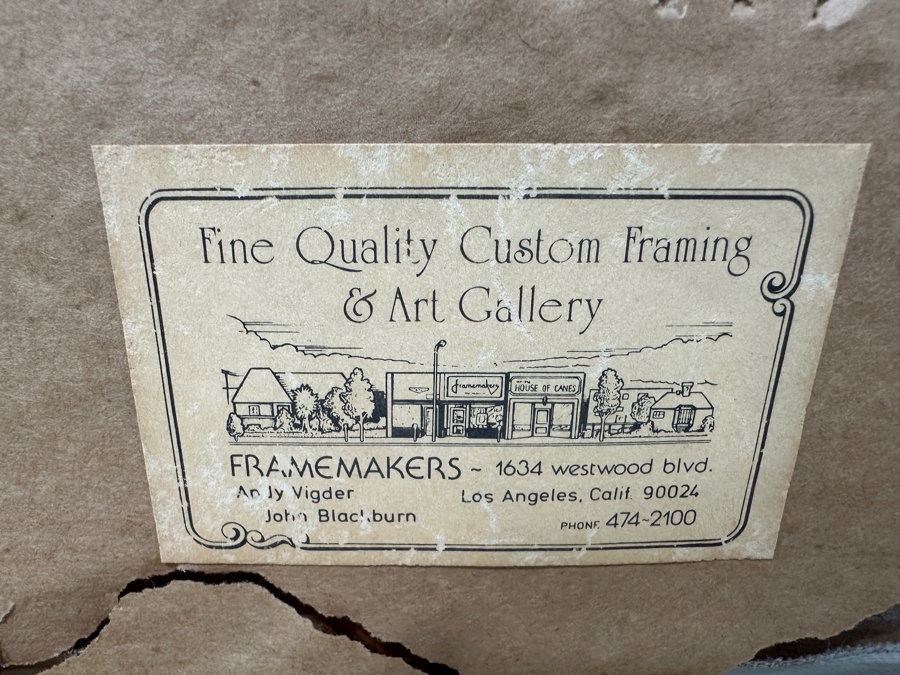 Fine Quality Custom Framing
& Art Gallery
framemakers
HOUSE OF CANES
FRAMEMAKERS ~ 1634 westwood blvd.
Andy Vigder
Los Angeles, Calif. 90024
John Blackburn
PHONE 474-2100